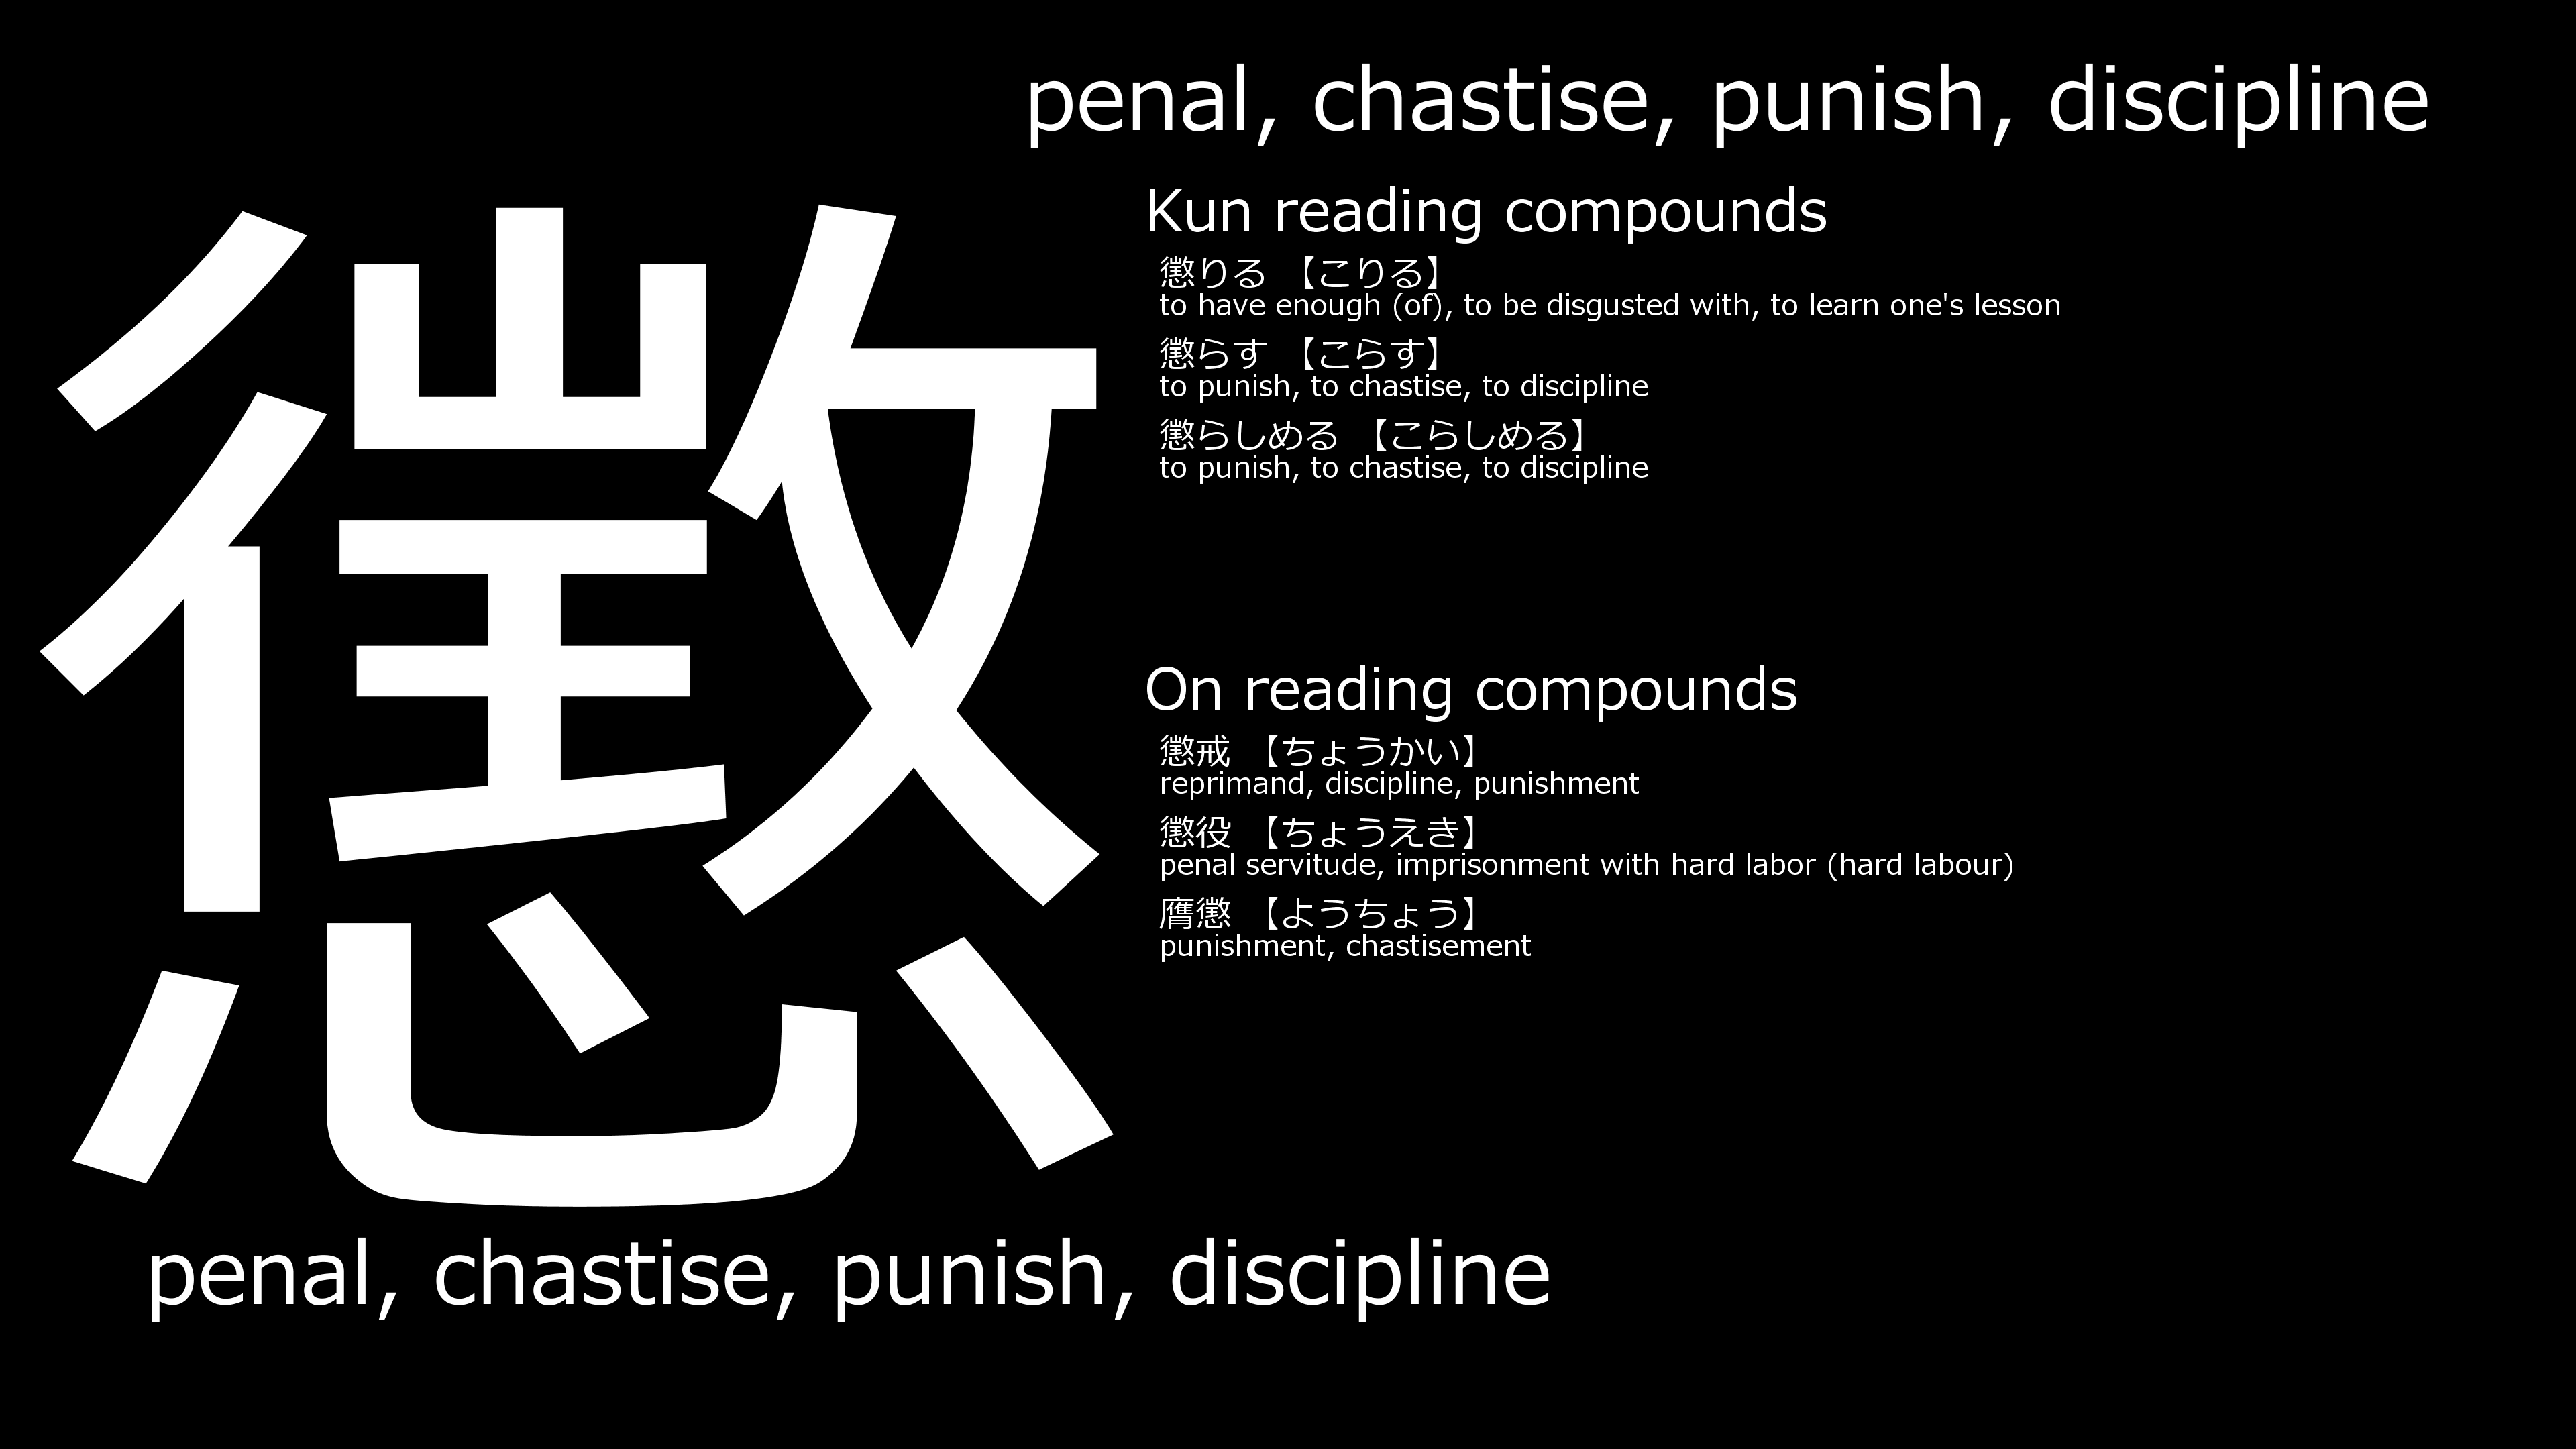 penal, chastise, punish, discipline
懲
Kun reading compounds
懲りる 【こりる】
to have enough (of), to be disgusted with, to learn one's lesson
懲らす 【こらす】
to punish, to chastise, to discipline
懲らしめる 【こらしめる】
to punish, to chastise, to discipline
On reading compounds
懲戒 【ちょうかい】
reprimand, discipline, punishment
懲役 【ちょうえき】
penal servitude, imprisonment with hard labor (hard labour)
膺懲 【ようちょう】
punishment, chastisement
penal, chastise, punish, discipline